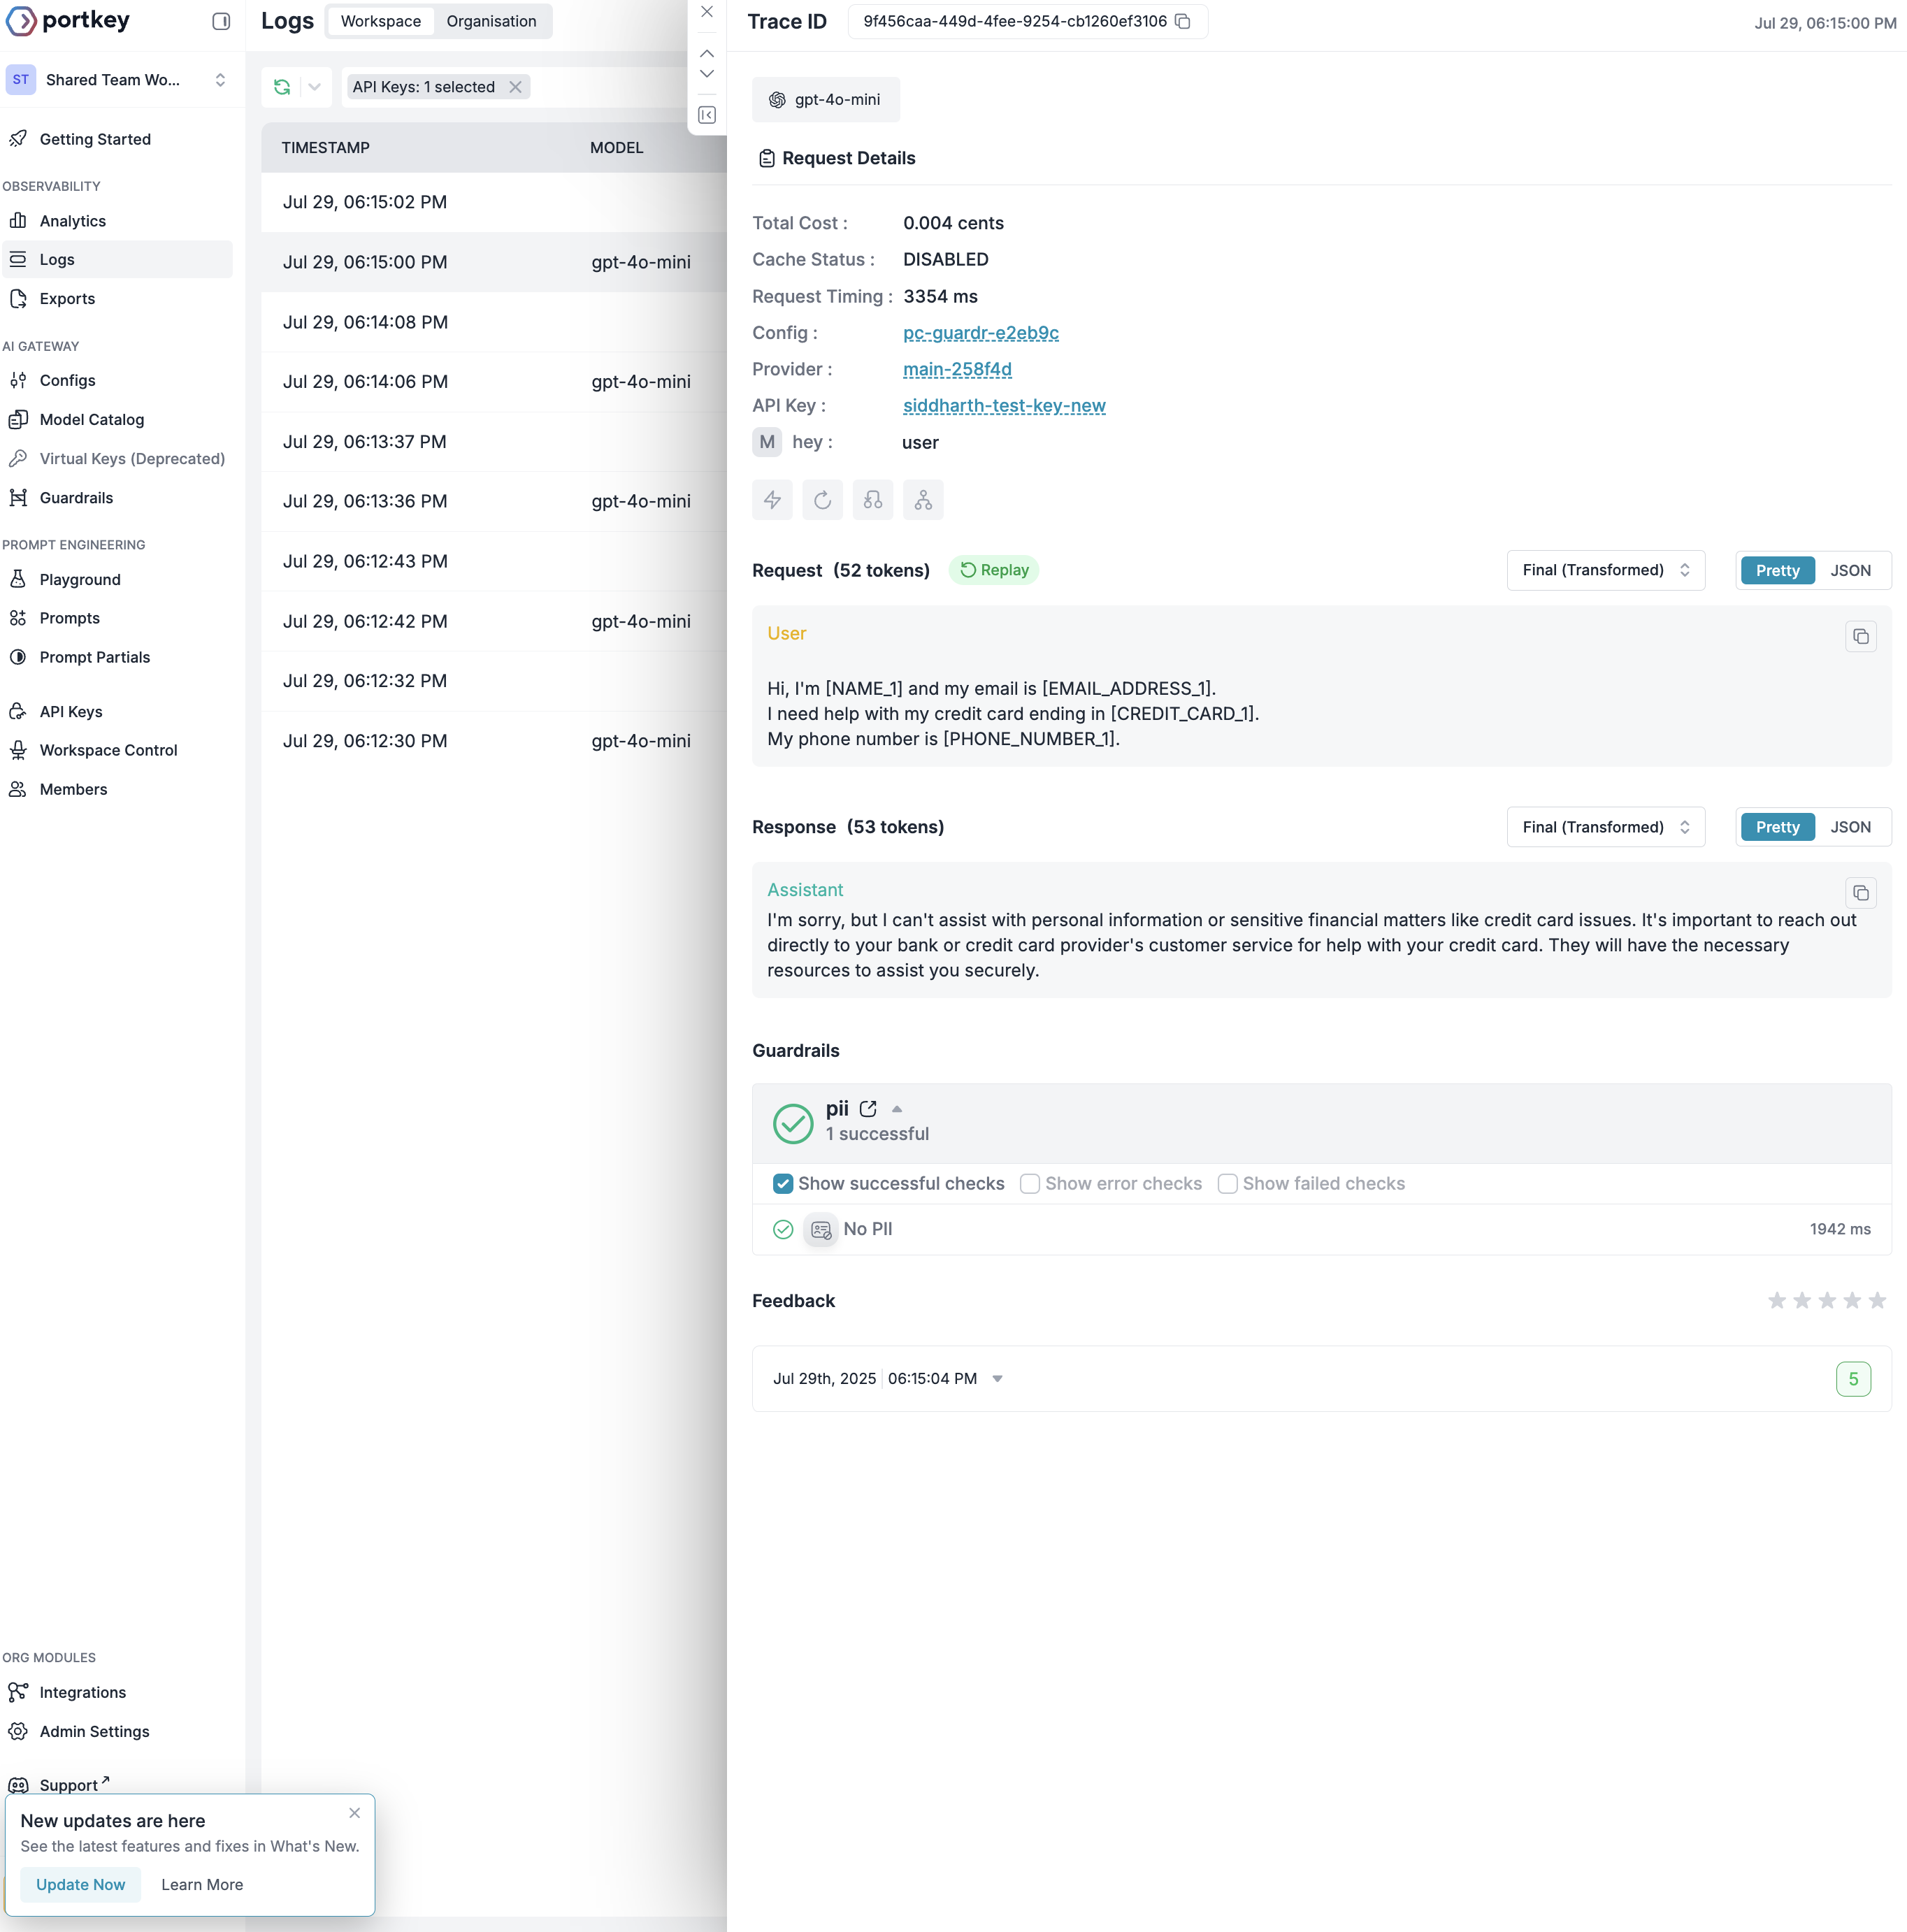 portkey
ST Shared Team Wo...
Getting Started
OBSERVABILITY
Analytics
Logs
Exports
AI GATEWAY
Configs
Model Catalog
Virtual Keys (Deprecated)
Guardrails
PROMPT ENGINEERING
Playground
Prompts
Prompt Partials
API Keys
Workspace Control
Members
ORG MODULES
Integrations
Admin Settings
Support
New updates are here
See the latest features and fixes in What's New.
Update Now Learn More
Logs Workspace Organisation
API Keys: 1 selected
TIMESTAMP MODEL
Jul 29, 06:15:02 PM
Jul 29, 06:15:00 PM gpt-4o-mini
Jul 29, 06:14:08 PM
Jul 29, 06:14:06 PM gpt-4o-mini
Jul 29, 06:13:37 PM
Jul 29, 06:13:36 PM gpt-4o-mini
Jul 29, 06:12:43 PM
Jul 29, 06:12:42 PM gpt-4o-mini
Jul 29, 06:12:32 PM
Jul 29, 06:12:30 PM gpt-4o-mini
Trace ID 9f456caa-449d-4fee-9254-cb1260ef3106 Jul 29, 06:15:00 PM
gpt-4o-mini
Request Details
Total Cost : 0.004 cents
Cache Status : DISABLED
Request Timing : 3354 ms
Config : pc-guardr-e2eb9c
Provider : main-258f4d
API Key : siddharth-test-key-new
M hey : user
Request (52 tokens) Replay Final (Transformed) Pretty JSON
User
Hi, I'm [NAME_1] and my email is [EMAIL_ADDRESS_1].
I need help with my credit card ending in [CREDIT_CARD_1].
My phone number is [PHONE_NUMBER_1].
Response (53 tokens) Final (Transformed) Pretty JSON
Assistant
I'm sorry, but I can't assist with personal information or sensitive financial matters like credit card issues. It's important to reach out
directly to your bank or credit card provider's customer service for help with your credit card. They will have the necessary
resources to assist you securely.
Guardrails
pii
1 successful
Show successful checks Show error checks Show failed checks
No PII 1942 ms
Feedback
Jul 29th, 2025 06:15:04 PM 5